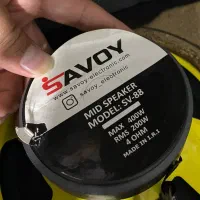 SAVOY
www.savoy-electronic.com
savoy_electronic
MID SPEAKER
MODEL: SV-88
MAX 400W
RMS 200W
4 OHM
MADE IN I.R.I